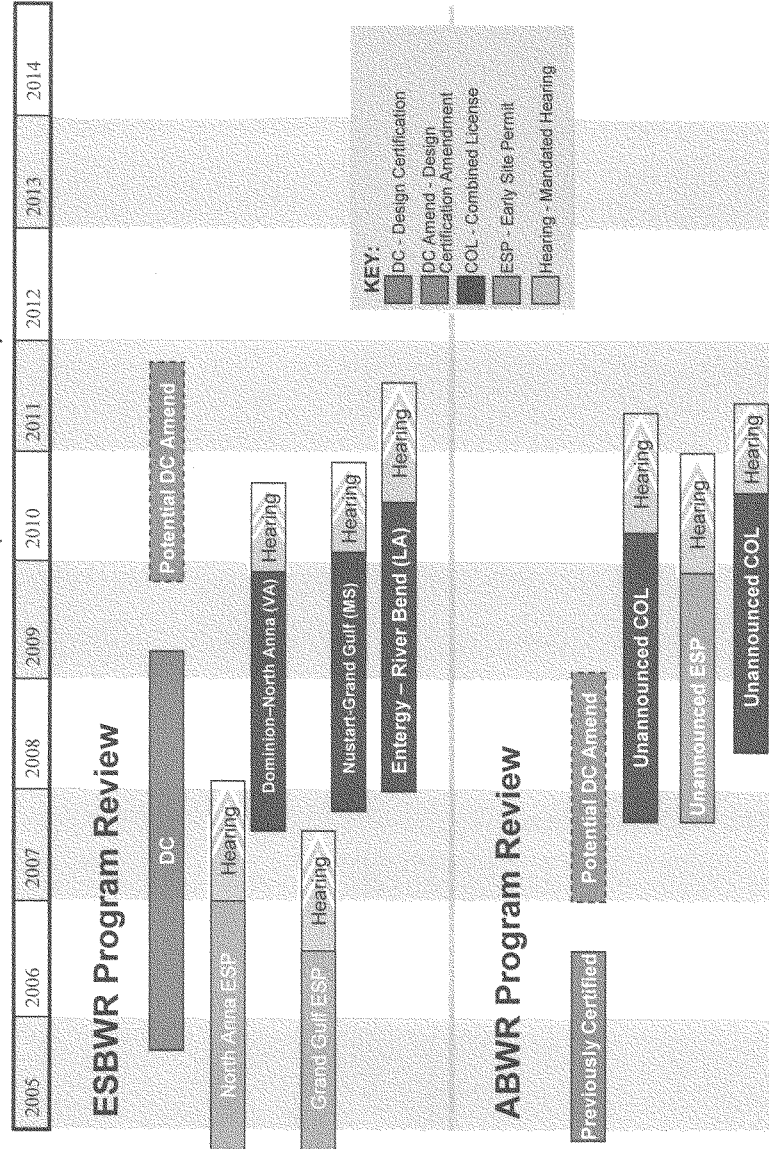 2005 2006 2007 2008 2009 2010 2011 2012 2013 2014
ESBWR Program Review
DC
Potential DC Amend
North Anna ESP
Hearing
Dominion–North Anna (VA)
Hearing
Grand Gulf ESP
Hearing
Nustart-Grand Gulf (MS)
Hearing
Entergy – River Bend (LA)
Hearing
KEY:
DC - Design Certification
DC Amend - Design
Certification Amendment
COL - Combined License
ESP - Early Site Permit
Hearing - Mandated Hearing
ABWR Program Review
Previously Certified
Potential DC Amend
Unannounced COL
Hearing
Unannounced ESP
Hearing
Unannounced COL
Hearing